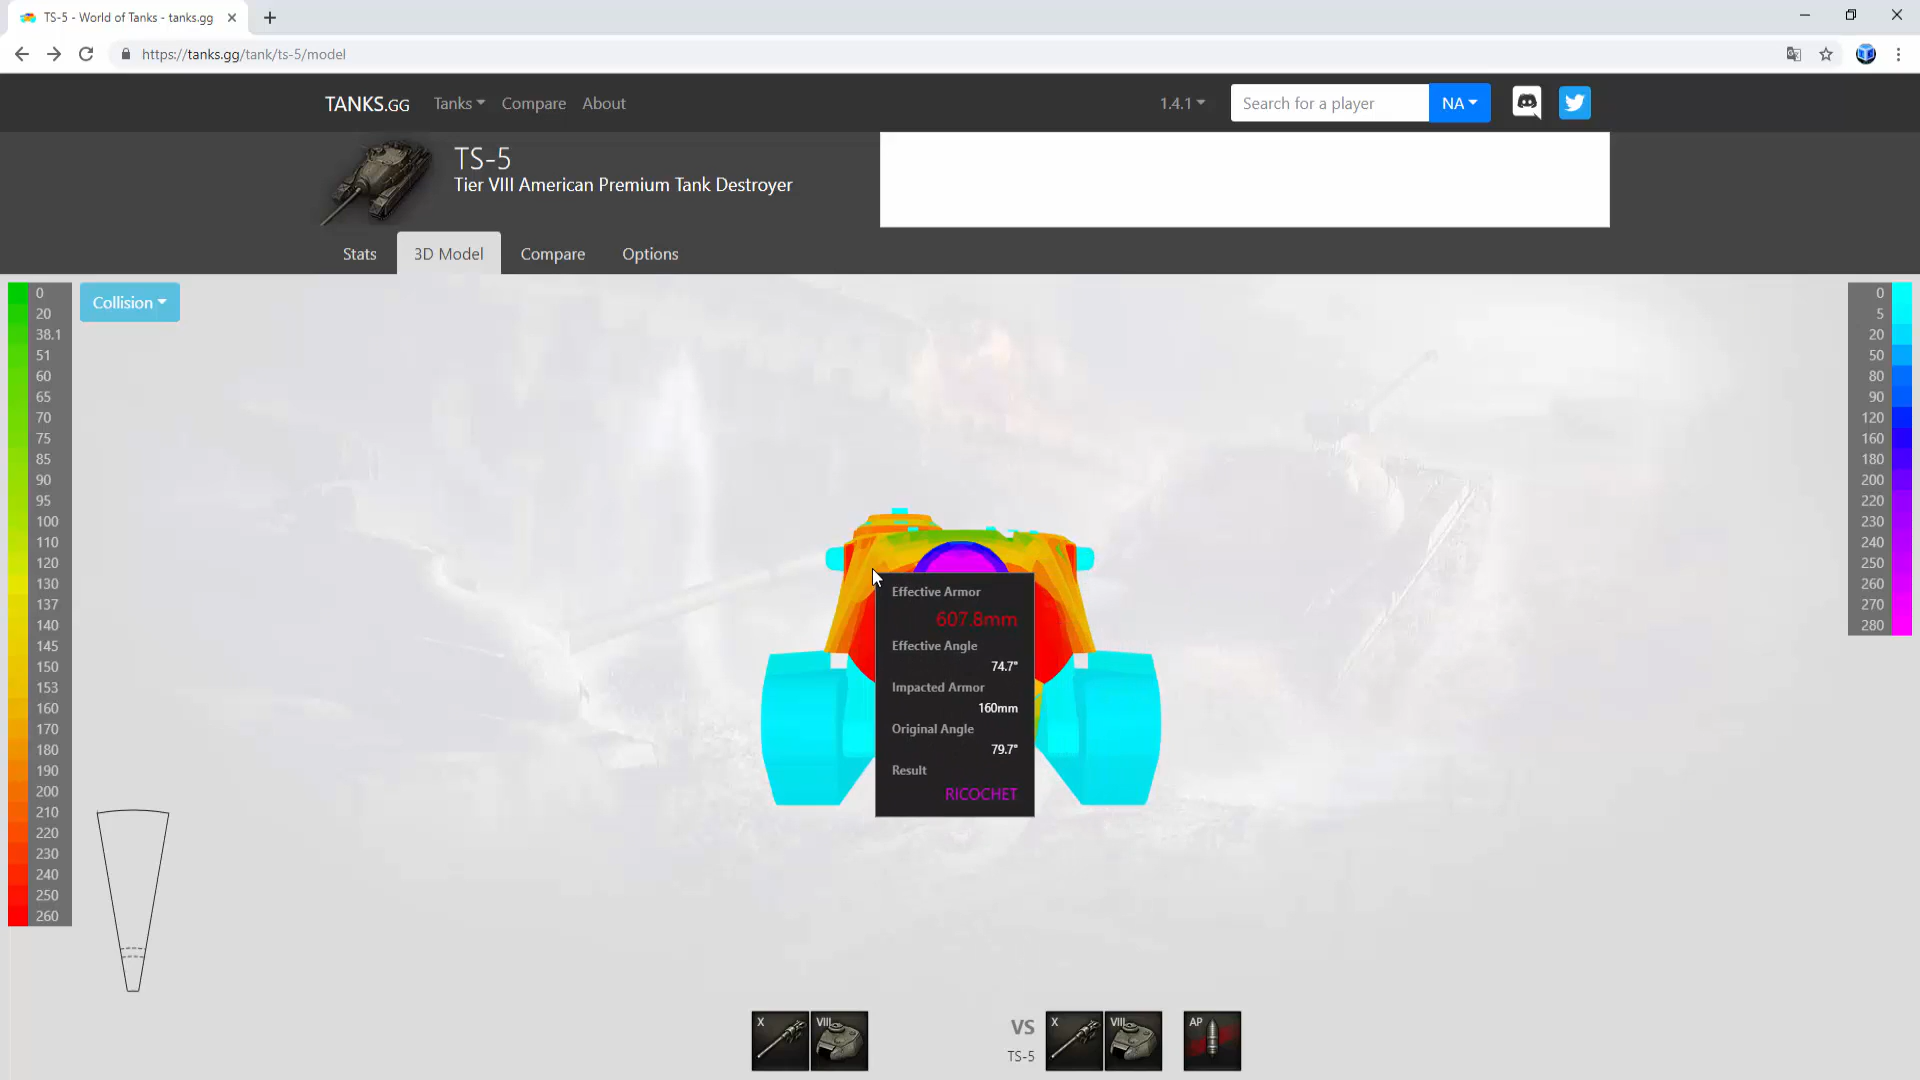 TS-5 - World of Tanks - tanks.gg
https://tanks.gg/tank/ts-5/model
TANKS.GG Tanks Compare About 1.4.1 Search for a player NA
TS-5
Tier VIII American Premium Tank Destroyer
Stats 3D Model Compare Options
Collision
0
20
38.1
51
60
65
70
75
85
90
95
100
110
120
130
137
140
145
150
153
160
170
180
190
200
210
220
230
240
250
260
Effective Armor
607.8mm
Effective Angle
74.7°
Impacted Armor
160mm
Original Angle
79.7°
Result
RICOCHET
0
5
20
50
80
90
120
160
180
200
220
230
240
250
260
270
280
X VIII VS X VIII AP
TS-5